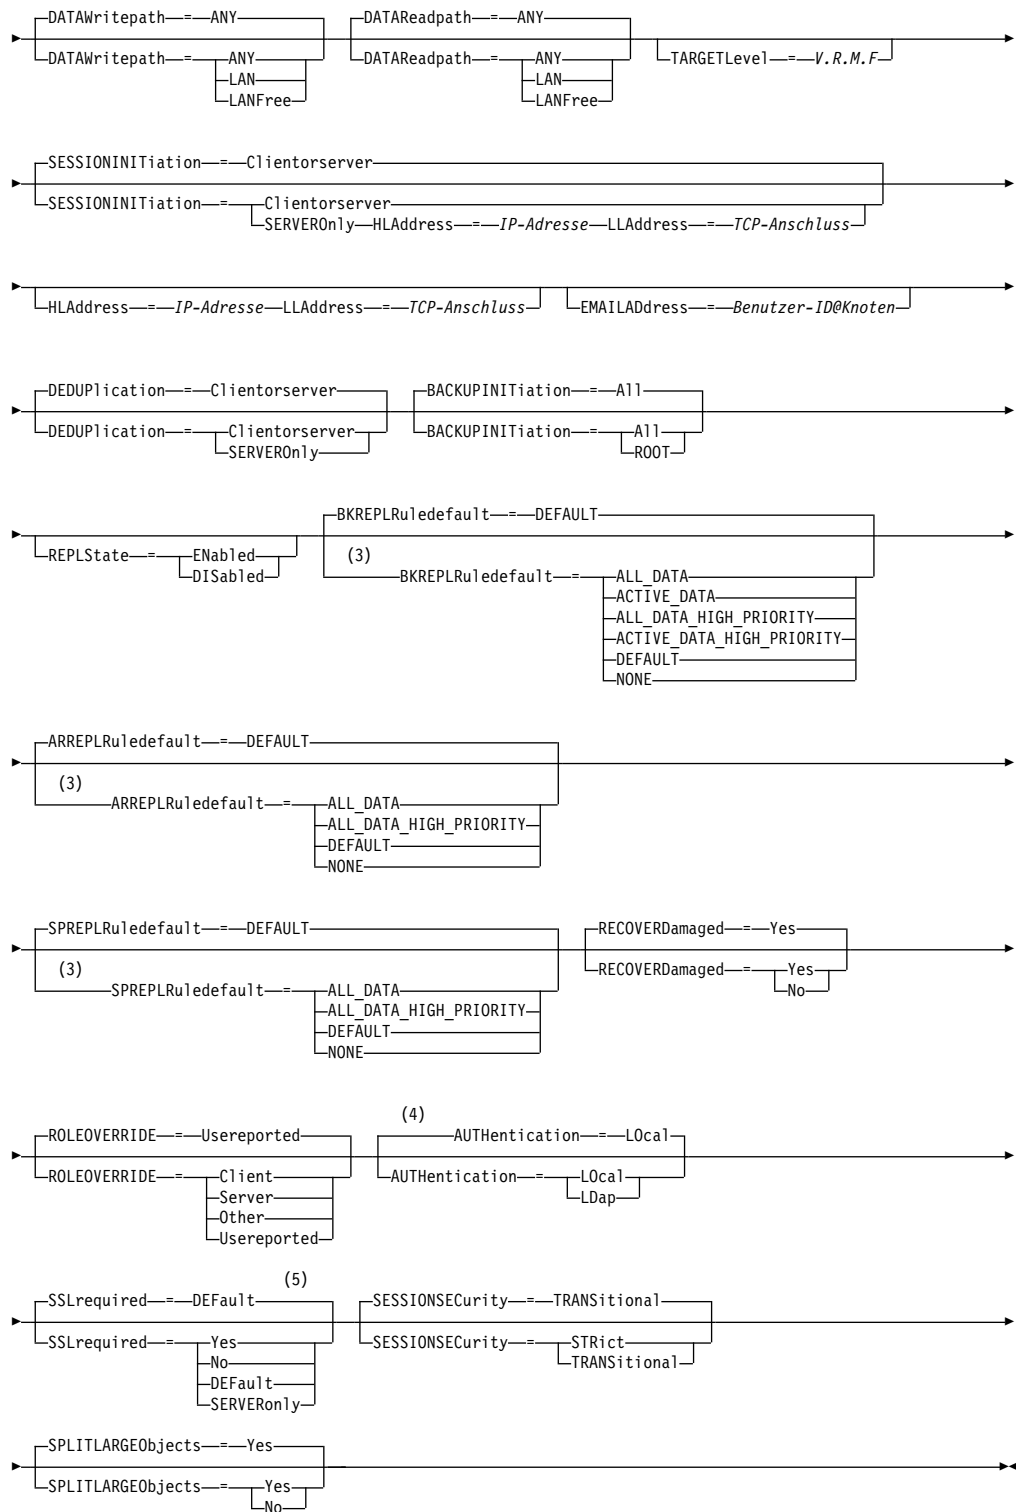 DATAWritepath = ANY DATAReadpath = ANY
DATAWritepath = ANY DATAReadpath = ANY TARGETLevel = V.R.M.F
LAN LAN
LANFree LANFree
SESSIONINITiation = Clientorserver
SESSIONINITiation = Clientorserver
SERVEROnly HLAddress = IP-Adresse LLAddress = TCP-Anschluss
HLAddress = IP-Adresse LLAddress = TCP-Anschluss EMAILADdress = Benutzer-ID@Knoten
DEDUPlication = Clientorserver BACKUPINITiation = All
DEDUPlication = Clientorserver BACKUPINITiation = All
SERVEROnly ROOT
BKREPLRuledefault = DEFAULT
REPLState = ENabled (3)
DISabled BKREPLRuledefault = ALL_DATA
ACTIVE_DATA
ALL_DATA_HIGH_PRIORITY
ACTIVE_DATA_HIGH_PRIORITY
DEFAULT
NONE
ARREPLRuledefault = DEFAULT
(3)
ARREPLRuledefault = ALL_DATA
ALL_DATA_HIGH_PRIORITY
DEFAULT
NONE
SPREPLRuledefault = DEFAULT RECOVERDamaged = Yes
(3) RECOVERDamaged = Yes
SPREPLRuledefault = ALL_DATA No
ALL_DATA_HIGH_PRIORITY
DEFAULT
NONE
(4)
ROLEOVERRIDE = Usereported AUTHentication = LOcal
ROLEOVERRIDE = Client AUTHentication = LOcal
Server LDap
Other
Usereported
(5)
SSLrequired = DEFault SESSIONSECurity = TRANSitional
SSLrequired = Yes SESSIONSECurity = STRict
No TRANSitional
DEFault
SERVERonly
SPLITLARGEObjects = Yes
SPLITLARGEObjects = Yes
No